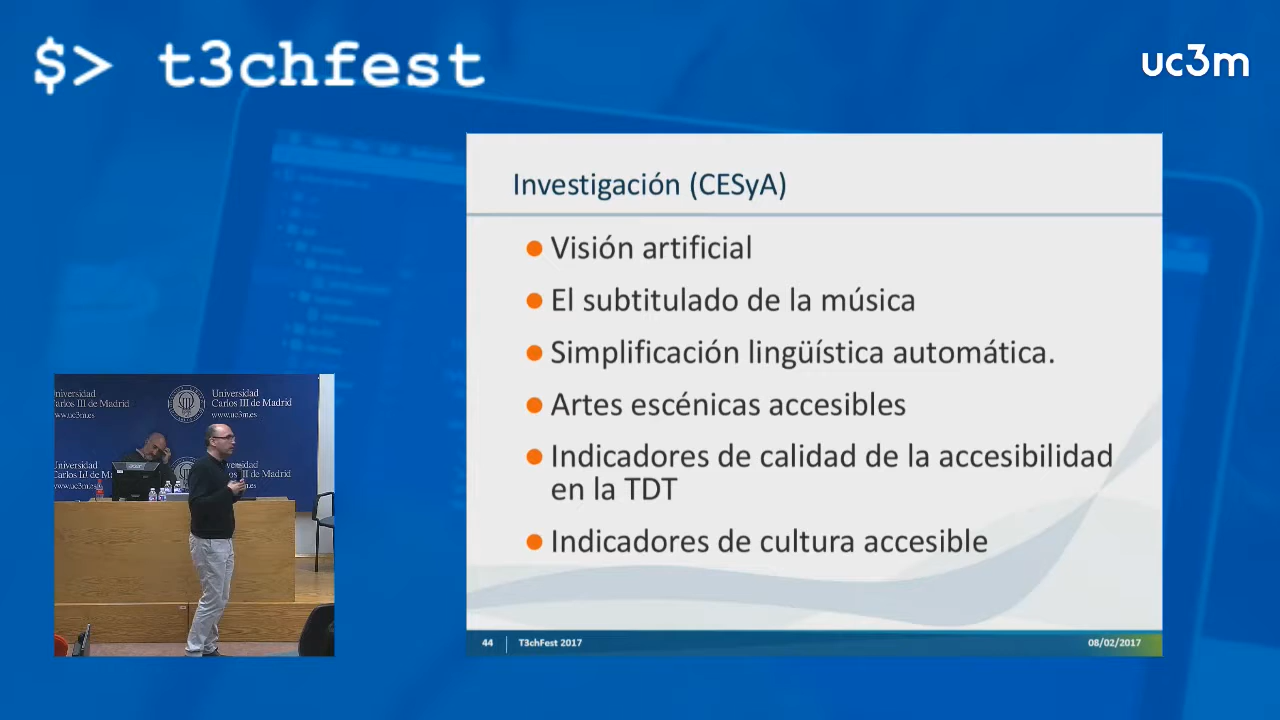 $> t3chfest
uc3m
Investigación (CESyA)
Visión artificial
El subtitulado de la música
Simplificación lingüística automática.
Artes escénicas accesibles
Indicadores de calidad de la accesibilidad
en la TDT
Indicadores de cultura accesible
44
T3chFest 2017
08/02/2017
Universidad
Carlos III de Madrid
www.uc3m.es
acer